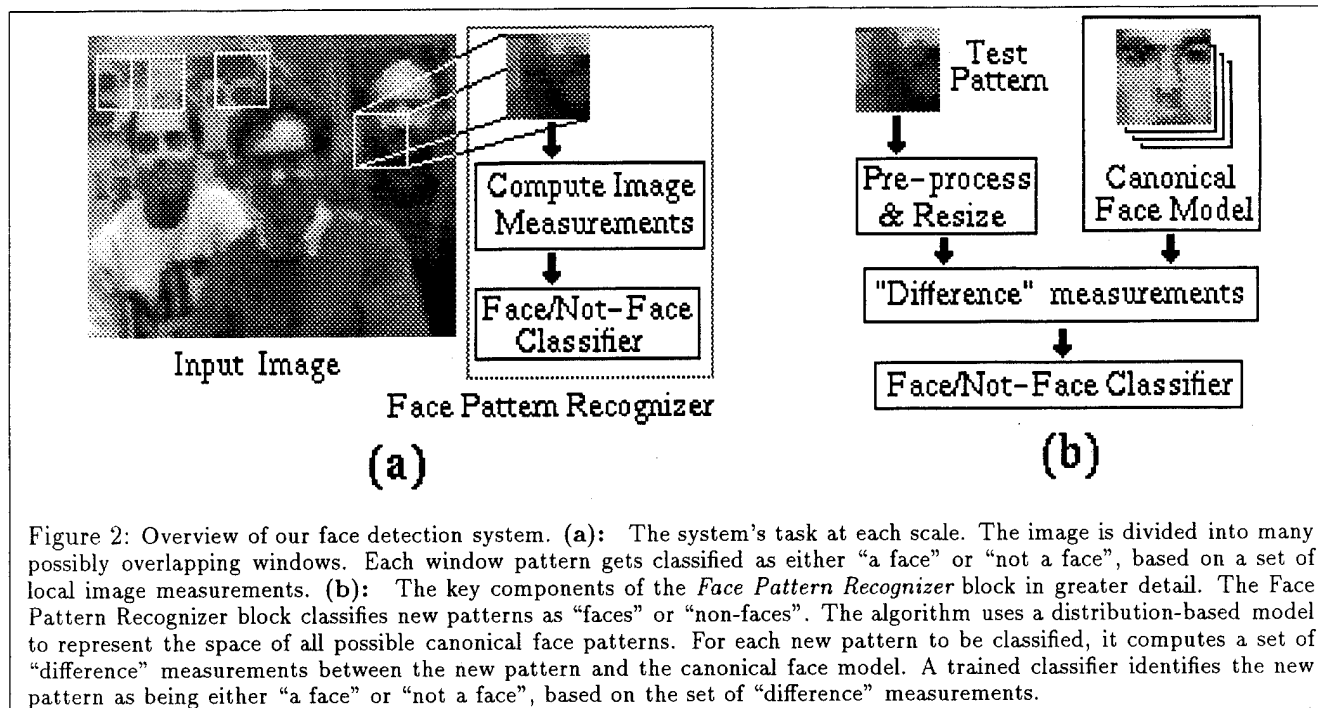 Test
Pattern
Compute Image
Measurements
Pre-process
& Resize
Canonical
Face Model
"Difference" measurements
Face/Not-Face
Classifier
Input Image
Face/Not-Face Classifier
Face Pattern Recognizer
(a)
(b)
Figure 2: Overview of our face detection system. (a): The system's task at each scale. The image is divided into many
possibly overlapping windows. Each window pattern gets classified as either “a face” or “not a face”, based on a set of
local image measurements. (b): The key components of the Face Pattern Recognizer block in greater detail. The Face
Pattern Recognizer block classifies new patterns as “faces” or “non-faces”. The algorithm uses a distribution-based model
to represent the space of all possible canonical face patterns. For each new pattern to be classified, it computes a set of
“difference” measurements between the new pattern and the canonical face model. A trained classifier identifies the new
pattern as being either “a face” or “not a face”, based on the set of “difference” measurements.